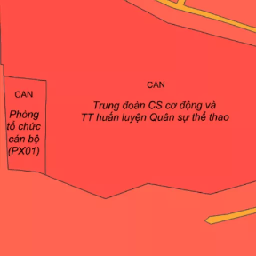 CAN
Trung đoàn CS cơ động và
TT huấn luyện Quân sự thể thao
CAN
Phòng
tổ chức
cán bộ
(PX01)